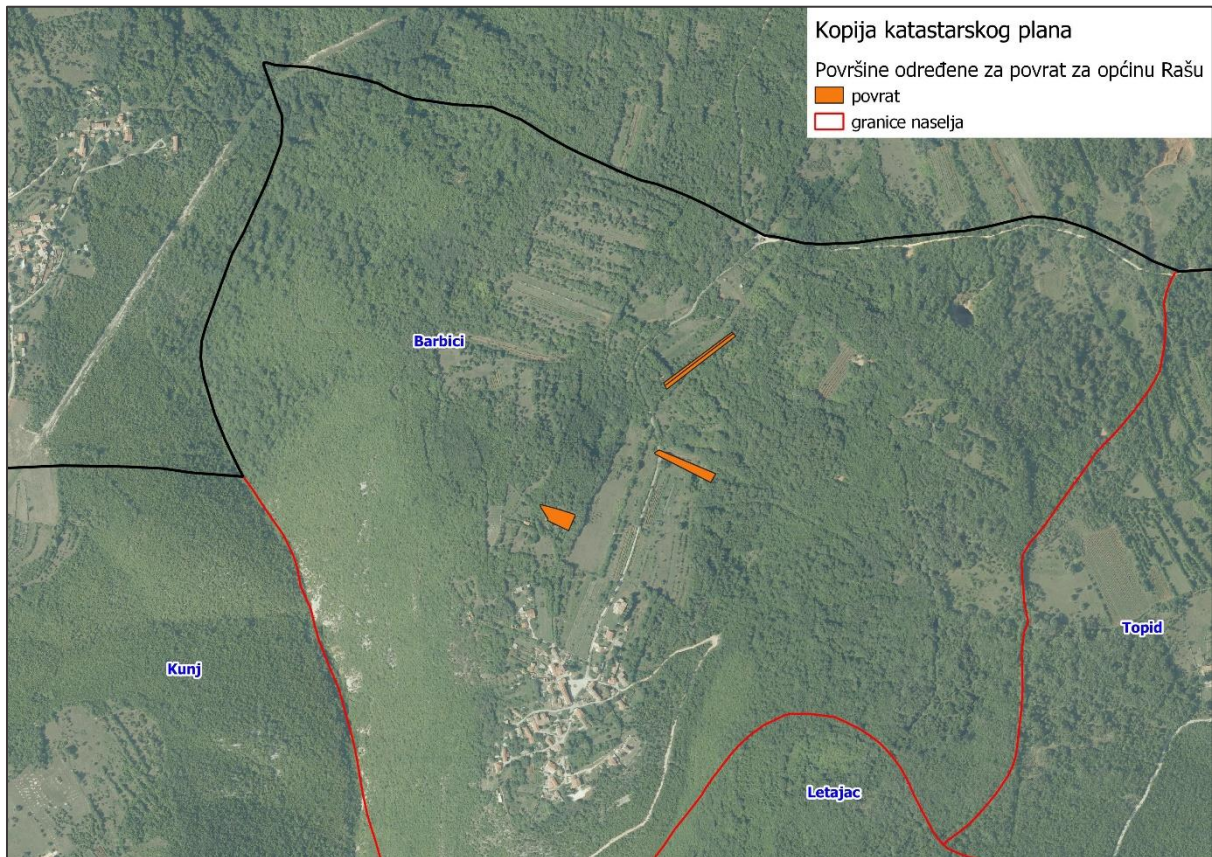 Kopija katastarskog plana
Površine određene za povrat za općinu Rašu
povrat
granice naselja
Barbici
Topid
Kunj
Letajac